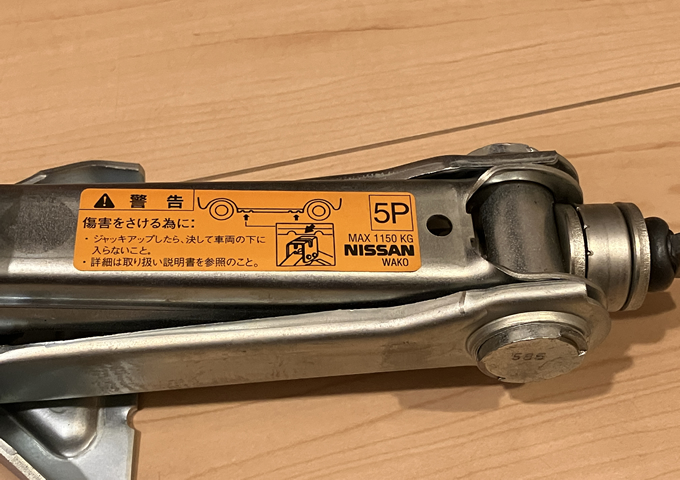 警告
傷害をさける為に:
・ジャッキアップしたら、決して車両の下に
入らないこと。
・詳細は取り扱い説明書を参照のこと。
5P
MAX 1150 KG
NISSAN
WAKO
586